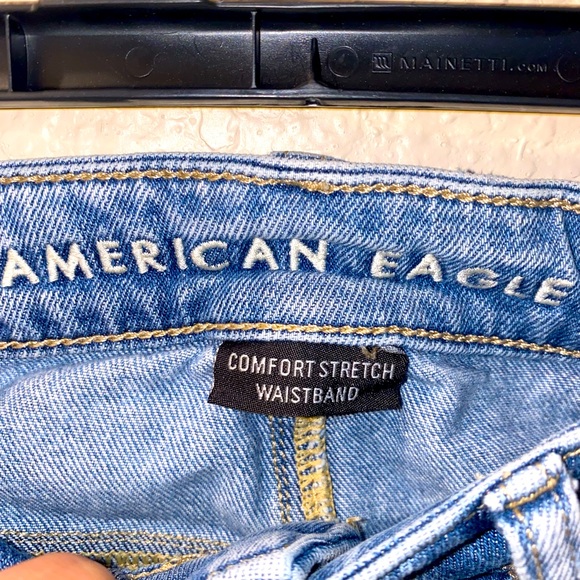 MAINETTI.COM
AMERICAN EAGLE
COMFORT STRETCH
WAISTBAND